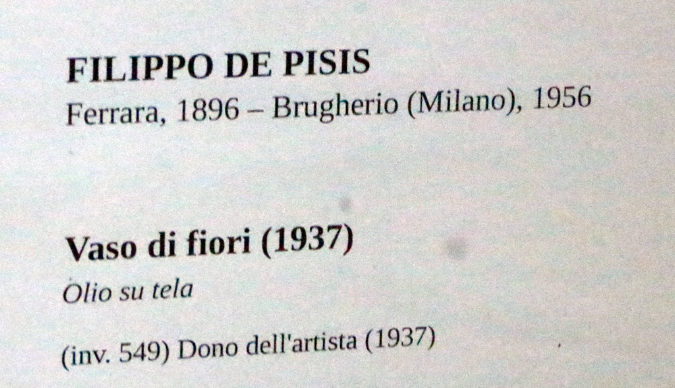 FILIPPO DE PISIS
Ferrara, 1896 – Brugherio (Milano), 1956
Vaso di fiori (1937)
Olio su tela
(inv. 549) Dono dell'artista (1937)